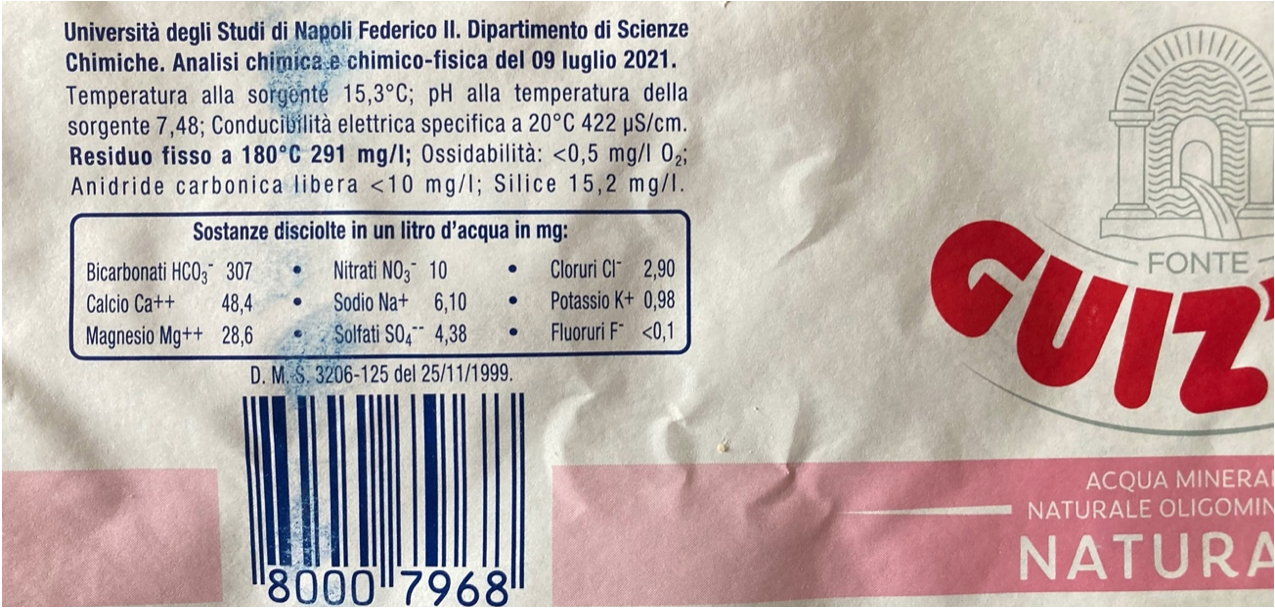 Università degli Studi di Napoli Federico II. Dipartimento di Scienze
Chimiche. Analisi chimica e chimico-fisica del 09 luglio 2021.
Temperatura alla sorgente 15,3°C; pH alla temperatura della
sorgente 7,48; Conducibilità elettrica specifica a 20°C 422 µS/cm.
Residuo fisso a 180°C 291 mg/l; Ossidabilità: <0,5 mg/l O₂;
Anidride carbonica libera <10 mg/l; Silice 15,2 mg/l.
Sostanze disciolte in un litro d'acqua in mg:
Bicarbonati HCO₃⁻ 307 • Nitrati NO₃⁻ 10 • Cloruri Cl⁻ 2,90
Calcio Ca++ 48,4 • Sodio Na+ 6,10 • Potassio K+ 0,98
Magnesio Mg++ 28,6 • Solfati SO₄⁻⁻ 4,38 • Fluoruri F⁻ <0,1
D. M. S. 3206-125 del 25/11/1999.
8000 7968
FONTE
GUIZ
ACQUA MINERA
NATURALE OLIGOMIN
NATURA